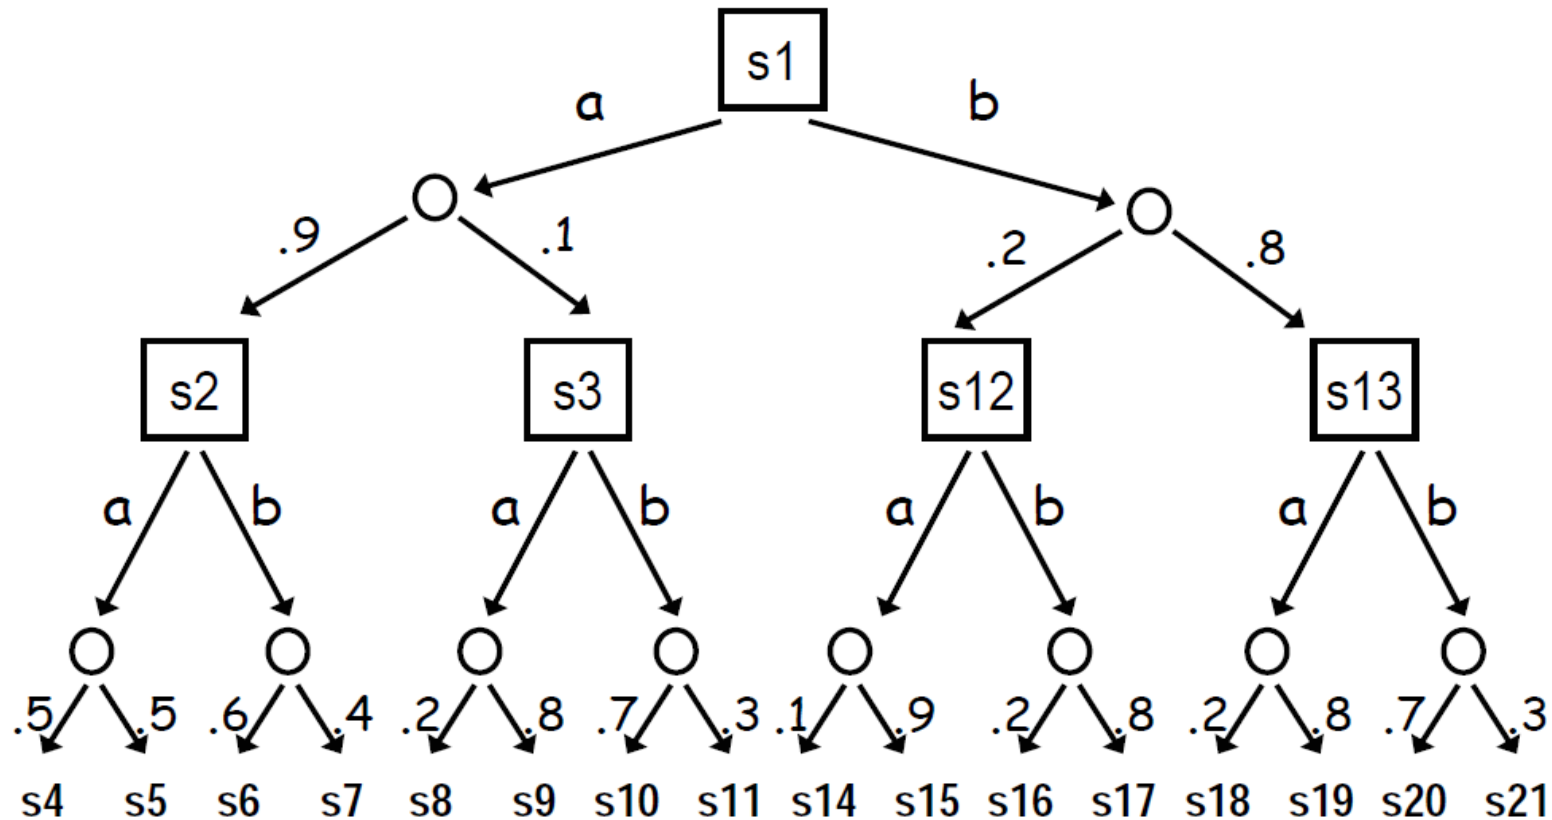 s1
a b
.9 .1 .2 .8
s2 s3 s12 s13
a b a b a b a b
.5 .5 .6 .4 .2 .8 .7 .3 .1 .9 .2 .8 .2 .8 .7 .3
s4 s5 s6 s7 s8 s9 s10 s11 s14 s15 s16 s17 s18 s19 s20 s21